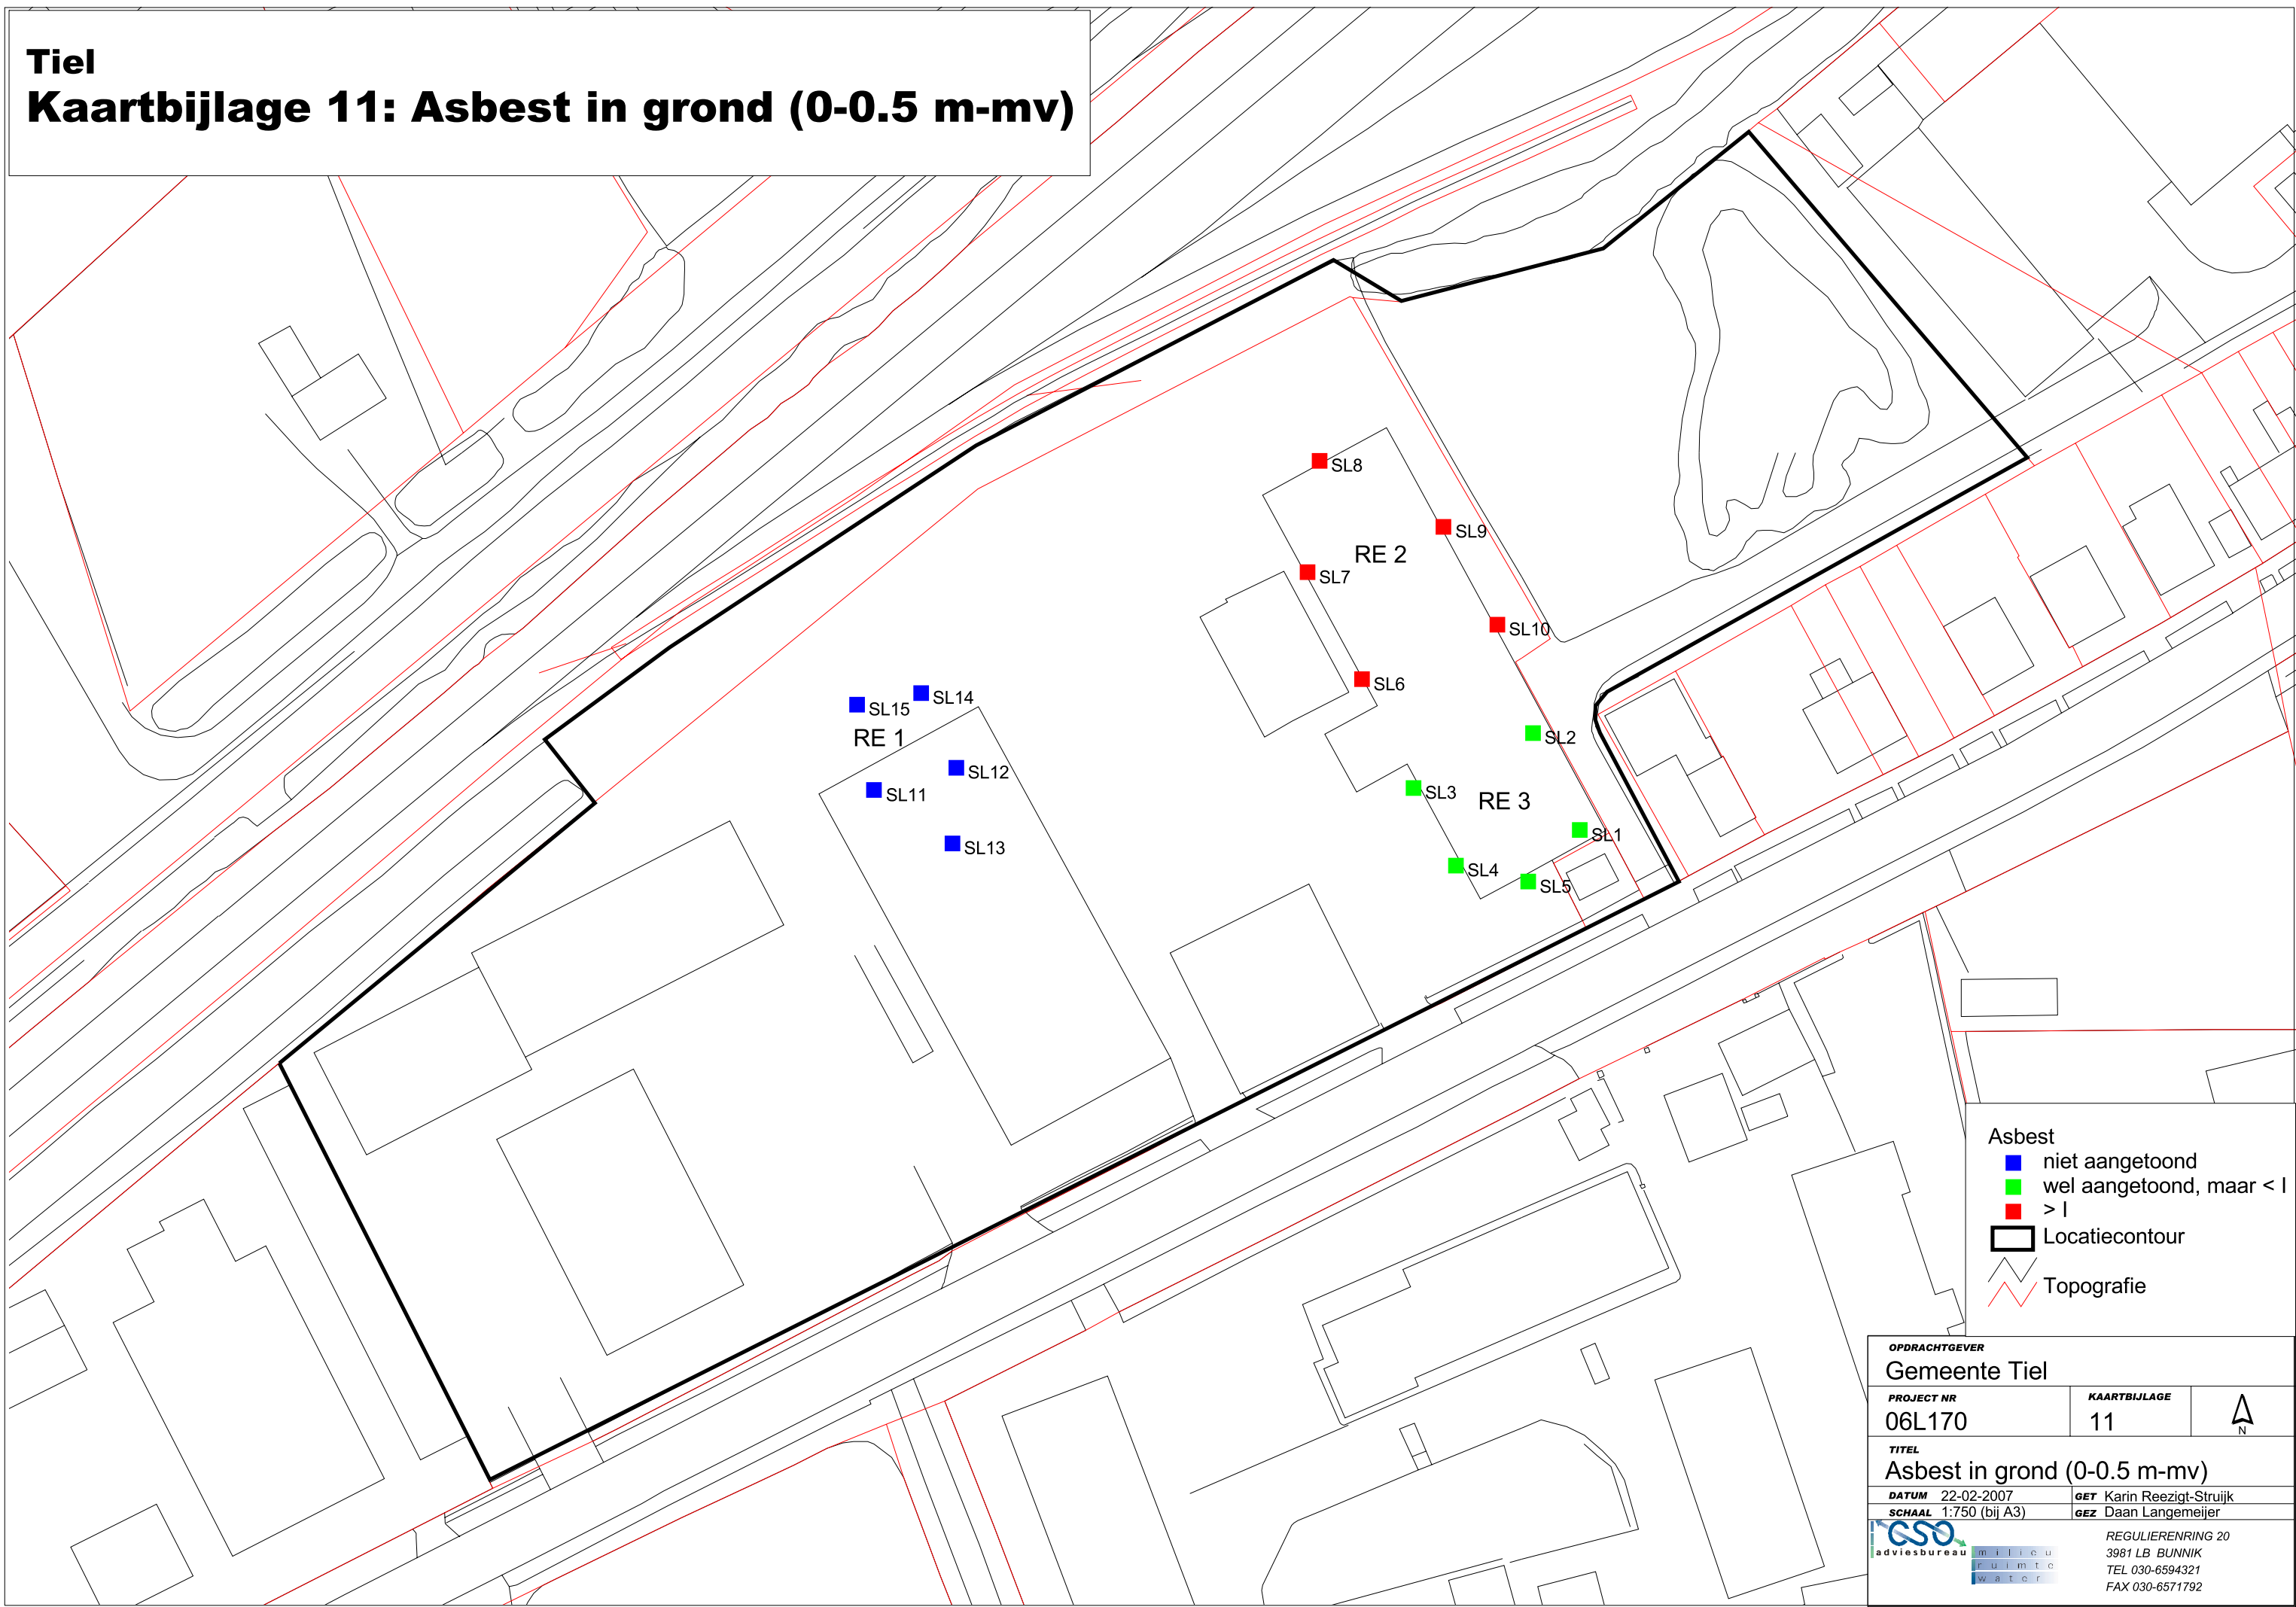 Tiel
Kaartbijlage 11: Asbest in grond (0-0.5 m-mv)
SL8
SL9
RE 2
SL7
SL10
SL6
SL15
SL14
RE 1
SL2
SL12
SL11
SL3
RE 3
SL1
SL13
SL4
SL5
Asbest
niet aangetoond
wel aangetoond, maar < I
> I
Locatiecontour
Topografie
OPDRACHTGEVER
Gemeente Tiel
PROJECT NR
06L170
KAARTBIJLAGE
11
N
TITEL
Asbest in grond (0-0.5 m-mv)
DATUM 22-02-2007
GET Karin Reezigt-Struijk
SCHAAL 1:750 (bij A3)
GEZ Daan Langemeijer
CSO
adviesbureau
milieu
ruimte
water
REGULIERENRING 20
3981 LB BUNNIK
TEL 030-6594321
FAX 030-6571792